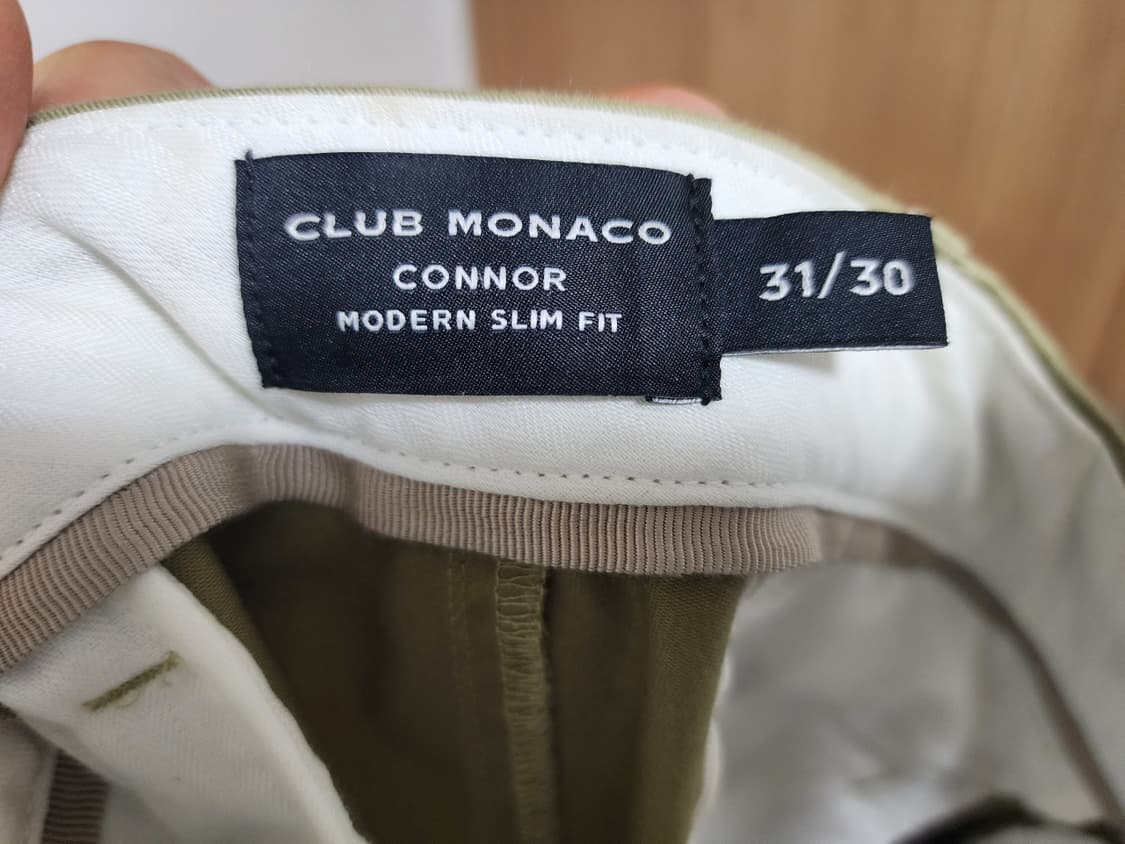 CLUB MONACO
CONNOR
MODERN SLIM FIT
31/30